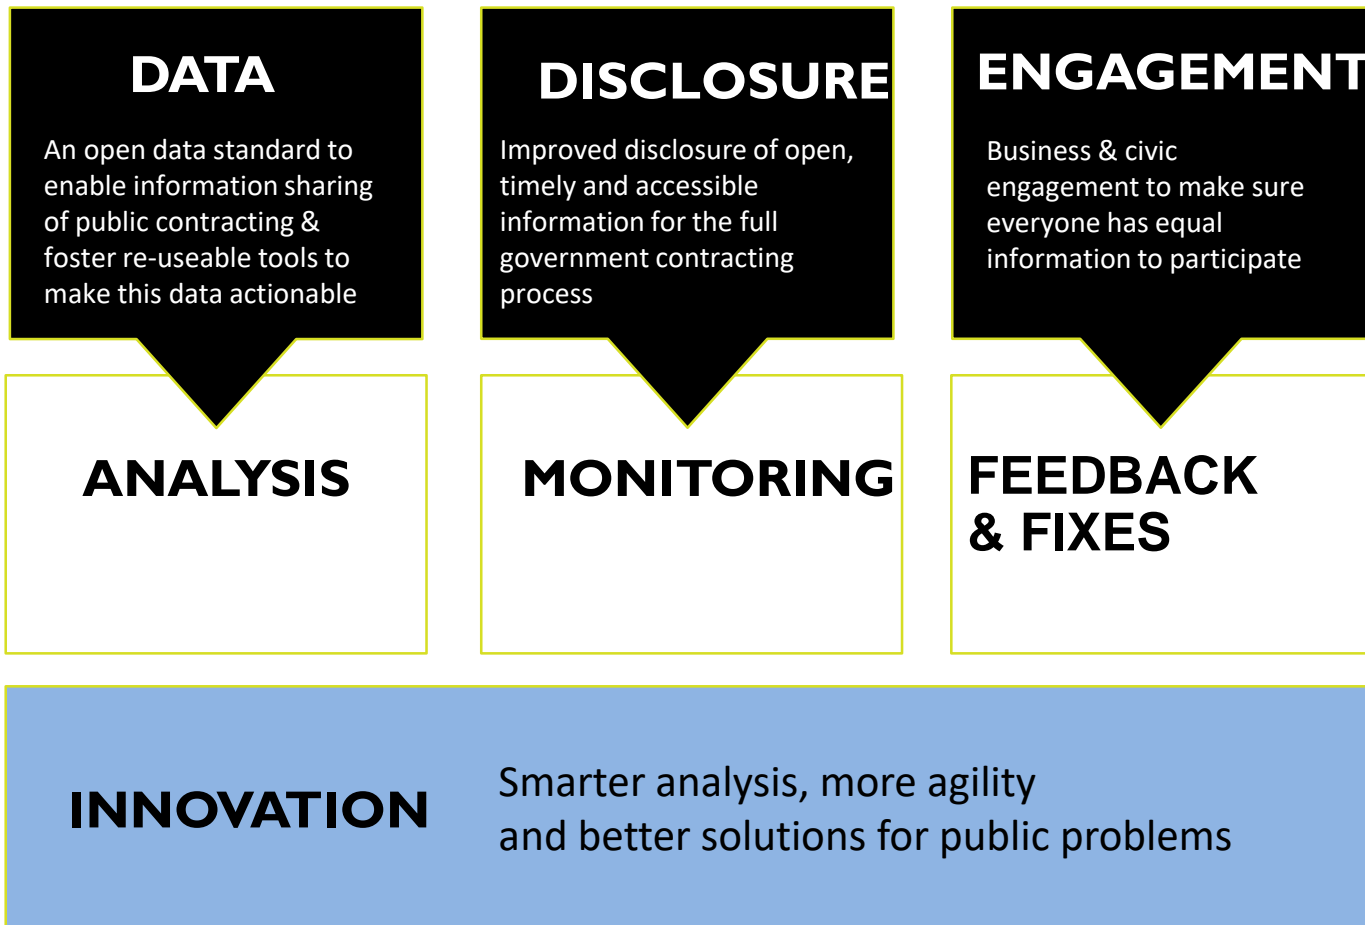 DATA
An open data standard to
enable information sharing
of public contracting &
foster re-useable tools to
make this data actionable
DISCLOSURE
Improved disclosure of open,
timely and accessible
information for the full
government contracting
process
ENGAGEMENT
Business & civic
engagement to make sure
everyone has equal
information to participate
ANALYSIS
MONITORING
FEEDBACK
& FIXES
INNOVATION
Smarter analysis, more agility
and better solutions for public problems